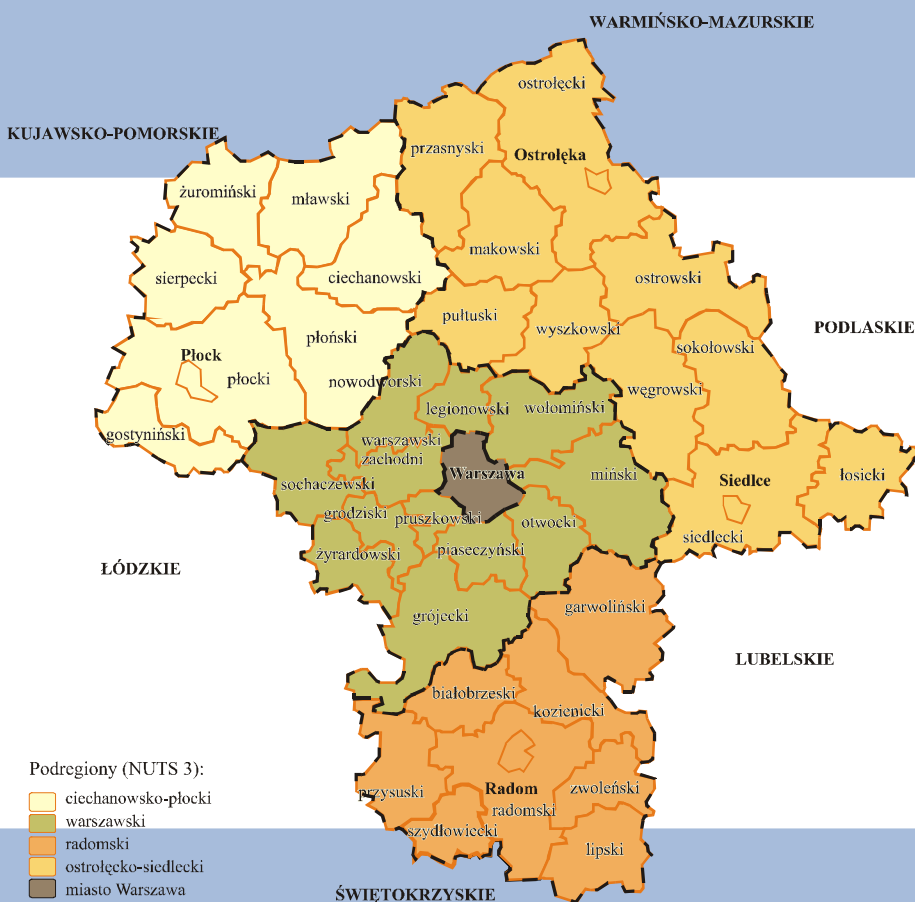 WARMIŃSKO-MAZURSKIE
ostrołęcki
KUJAWSKO-POMORSKIE
przasnyski
Ostrołęka
żuromiński
mławski
makowski
sierpecki
ciechanowski
ostrowski
pułtuski
wyszkowski
PODLASKIE
płoński
sokołowski
Płock
płocki
nowodworski
węgrowski
legionowski
wołomiński
gostyniński
warszawski
zachodni
Warszawa
miński
łosicki
sochaczewski
Siedlce
grodziski
pruszkowski
otwocki
siedlecki
żyrardowski
piaseczyński
ŁÓDZKIE
garwoliński
grójecki
LUBELSKIE
białobrzeski
kozienicki
Podregiony (NUTS 3):
ciechanowsko-płocki
warszawski
radomski
ostrołęcko-siedlecki
miasto Warszawa
przysuski
Radom
radomski
zwoleński
szydłowiecki
lipski
ŚWIĘTOKRZYSKIE